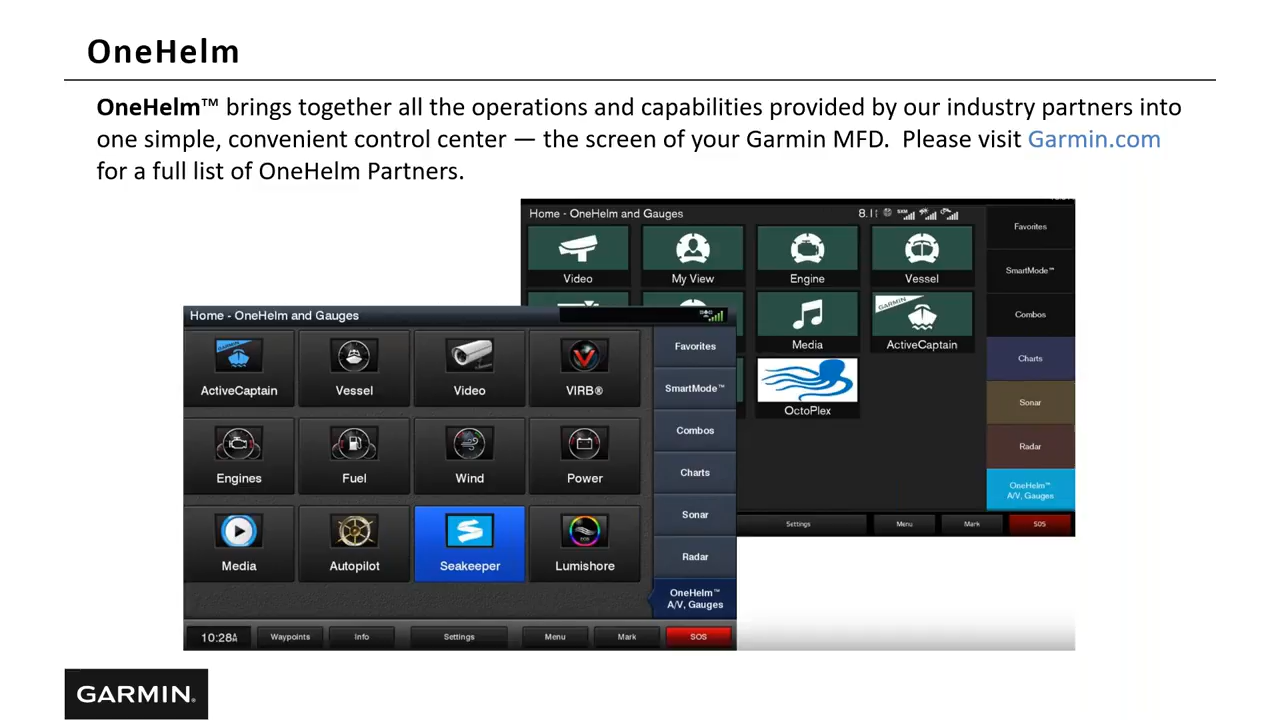 OneHelm
OneHelm™ brings together all the operations and capabilities provided by our industry partners into
one simple, convenient control center — the screen of your Garmin MFD. Please visit Garmin.com
for a full list of OneHelm Partners.
Home - OneHelm and Gauges
Video
My View
Engine
Vessel
Media
GARMIN
ActiveCaptain
OctoPlex
Favorites
SmartMode™
Combos
Charts
Sonar
Radar
OneHelm™
A/V, Gauges
Settings
Menu
Mark
SOS
Home - OneHelm and Gauges
ActiveCaptain
Vessel
Video
VIRB®
Engines
Fuel
Wind
Power
Media
Autopilot
Seakeeper
Lumishore
Favorites
SmartMode™
Combos
Charts
Sonar
Radar
OneHelm™
A/V, Gauges
10:28
Waypoints
Info
Settings
Menu
Mark
SOS
GARMIN.